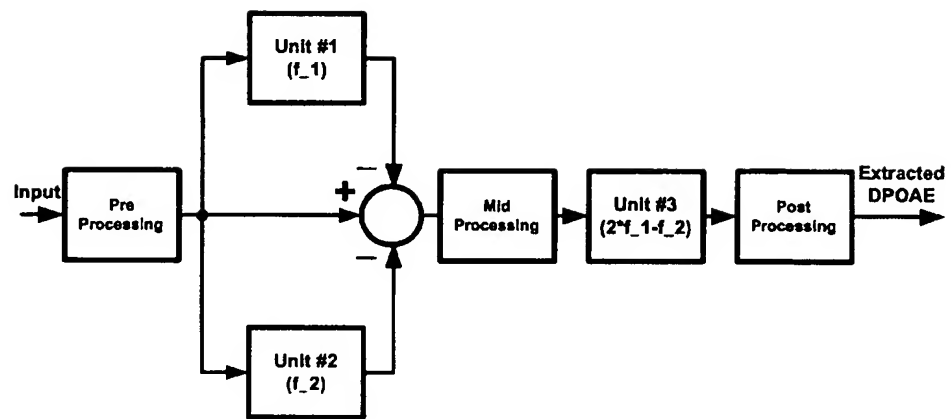 Unit #1
(f_1)
Input
Pre
Processing
+
−
−
Mid
Processing
Unit #3
(2*f_1-f_2)
Post
Processing
Extracted
DPOAE
Unit #2
(f_2)